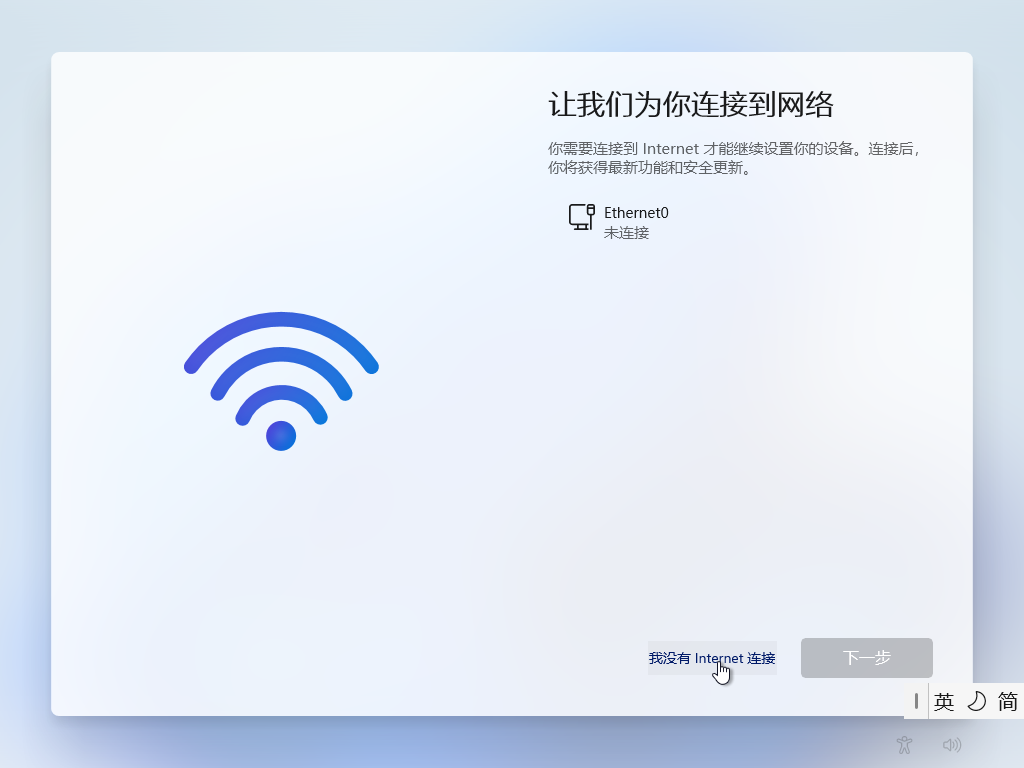 让我们为你连接到网络
你需要连接到 Internet 才能继续设置你的设备。连接后，
你将获得最新功能和安全更新。
Ethernet0
未连接
我没有 Internet 连接
下一步
英 简